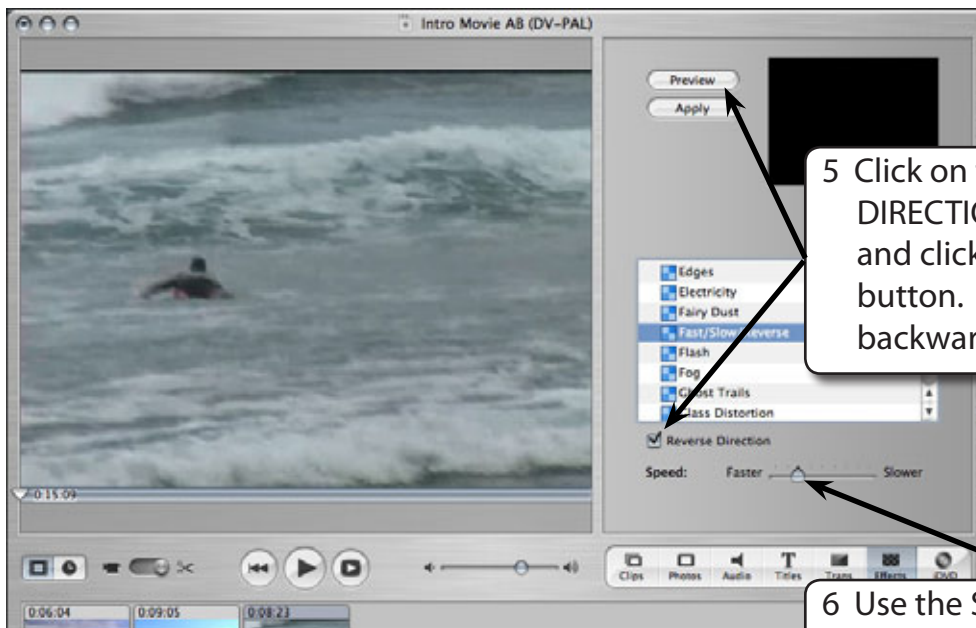 Intro Movie AB (DV-PAL)
Preview
Apply
5 Click on
DIRECTIO
and click
button.
backwar
Edges
Electricity
Fairy Dust
Fast/Slow/Reverse
Flash
Fog
Ghost Trails
Glass Distortion
Reverse Direction
Speed: Faster Slower
0:15:09
Clips Photos Audio Titles Trans Effects iDVD
0:06:04 0:09:05 0:08:23
6 Use the S